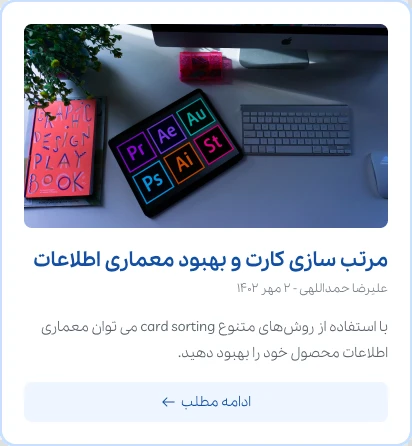 GRAPHIC
DESIGN
PLAY
BOOK
Pr Ae Au
Ps Ai St
مرتب سازی کارت و بهبود معماری اطلاعات
علیرضا حمداللهی - ۲ مهر ۱۴۰۲
با استفاده از روش‌های متنوع card sorting می توان معماری
اطلاعات محصول خود را بهبود دهید.
ادامه مطلب ←